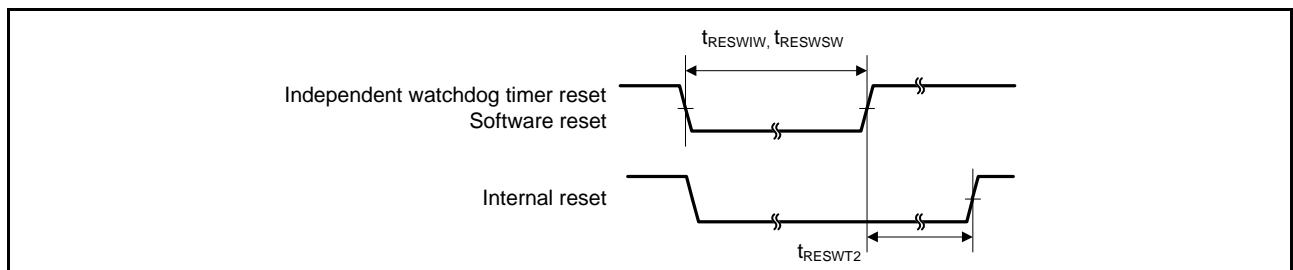 tRESWIW, tRESWSW
Independent watchdog timer reset
Software reset
Internal reset
tRESWT2